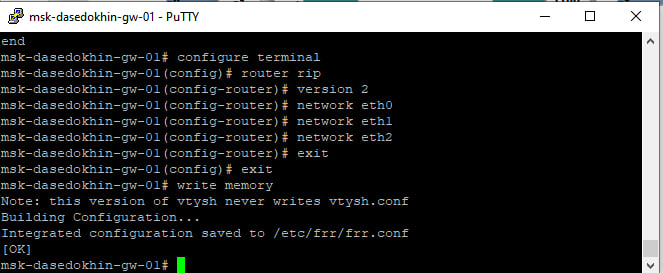 msk-dasedokhin-gw-01 - PuTTY
end
msk-dasedokhin-gw-01# configure terminal
msk-dasedokhin-gw-01(config)# router rip
msk-dasedokhin-gw-01(config-router)# version 2
msk-dasedokhin-gw-01(config-router)# network eth0
msk-dasedokhin-gw-01(config-router)# network eth1
msk-dasedokhin-gw-01(config-router)# network eth2
msk-dasedokhin-gw-01(config-router)# exit
msk-dasedokhin-gw-01(config)# exit
msk-dasedokhin-gw-01# write memory
Note: this version of vtysh never writes vtysh.conf
Building Configuration...
Integrated configuration saved to /etc/frr/frr.conf
[OK]
msk-dasedokhin-gw-01#